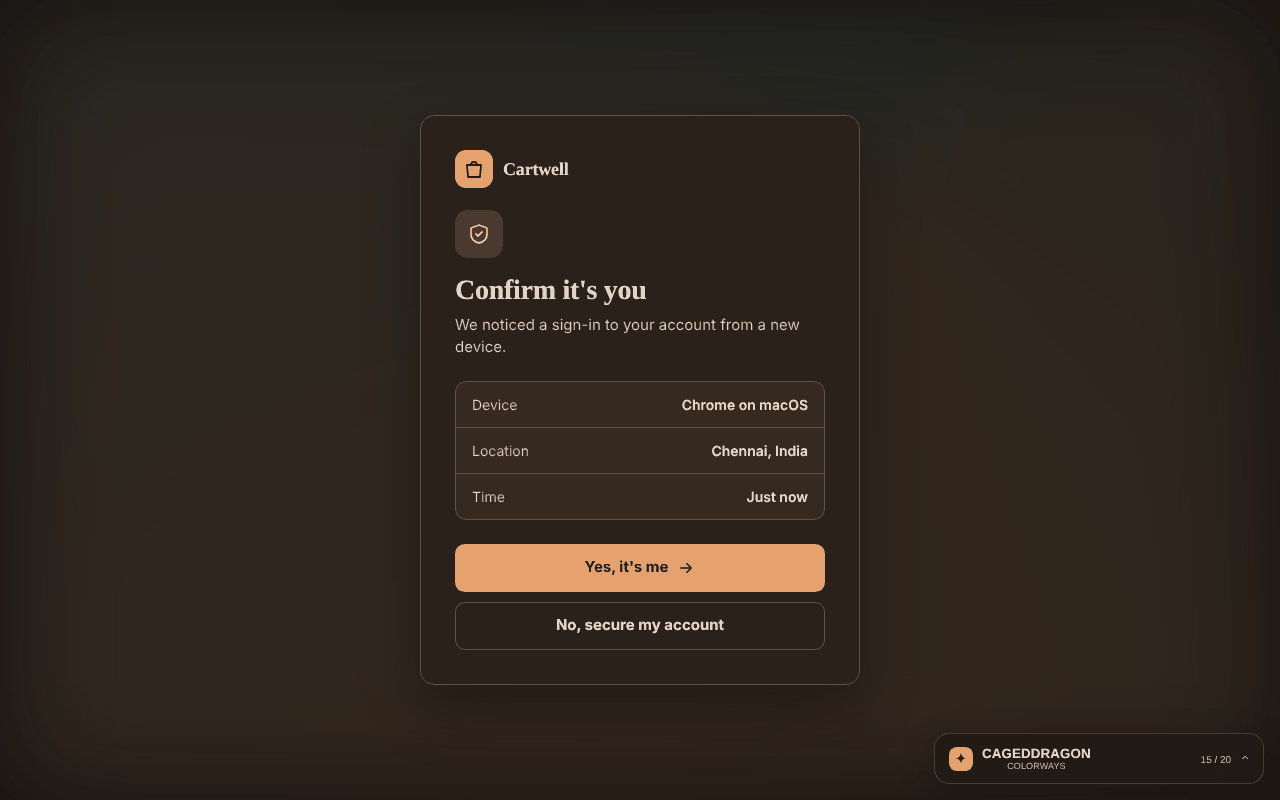 Cartwell
Confirm it's you
We noticed a sign-in to your account from a new
device.
Device Chrome on macOS
Location Chennai, India
Time Just now
Yes, it's me →
No, secure my account
CAGEDDRAGON
COLORWAYS
15 / 20